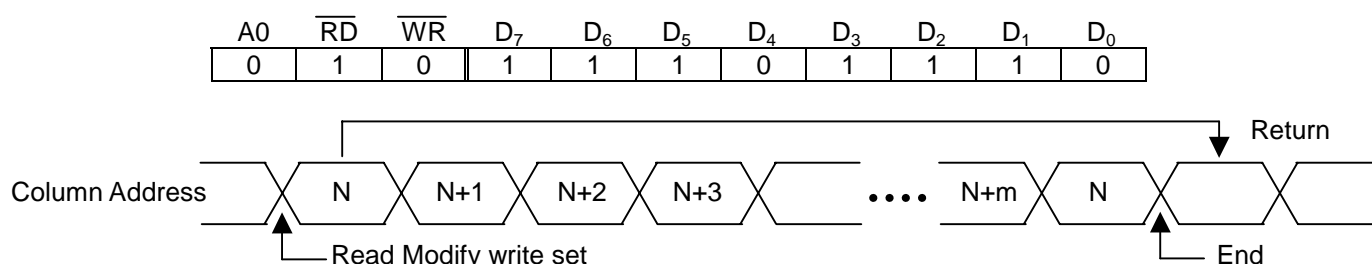 A0 RD WR D7 D6 D5 D4 D3 D2 D1 D0
0 1 0 1 1 1 0 1 1 1 0
Return
Column Address N N+1 N+2 N+3 •••• N+m N
Read Modify write set End